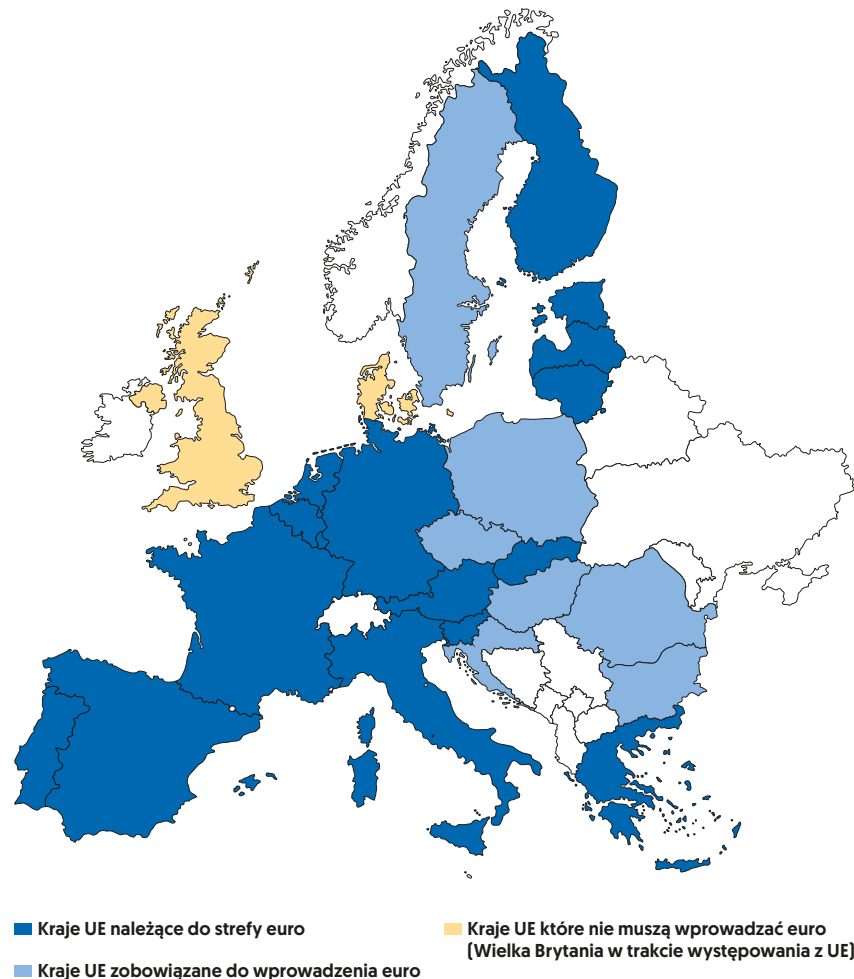 Kraje UE należące do strefy euro
Kraje UE zobowiązane do wprowadzenia euro
Kraje UE które nie muszą wprowadzać euro
(Wielka Brytania w trakcie występowania z UE)